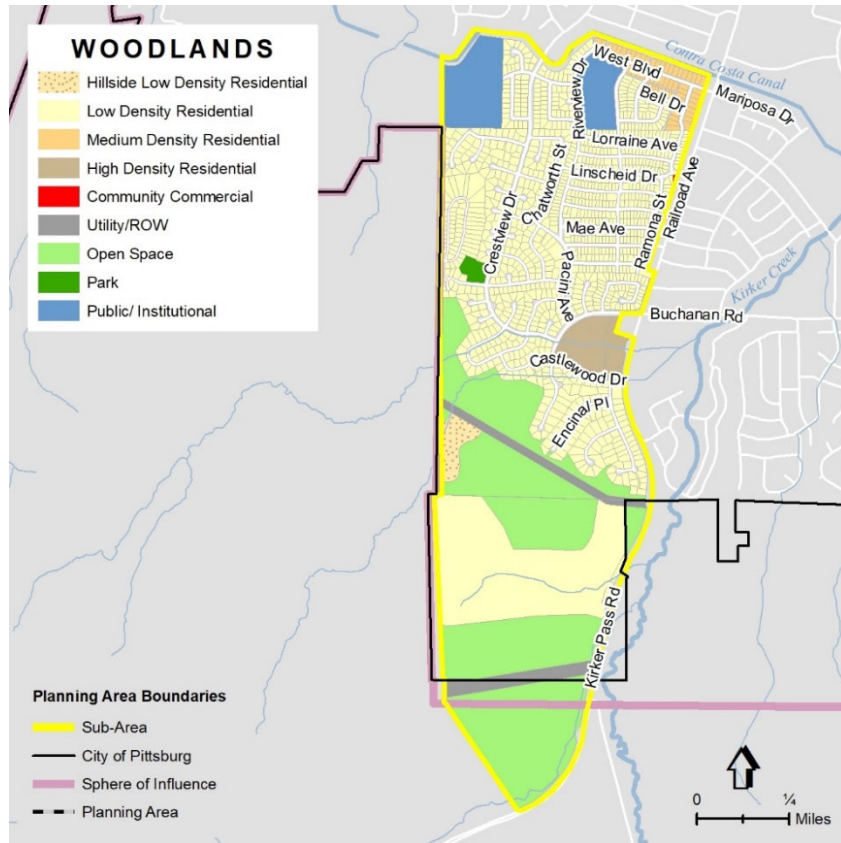 WOODLANDS
Hillside Low Density Residential
Low Density Residential
Medium Density Residential
High Density Residential
Community Commercial
Utility/ROW
Open Space
Park
Public/ Institutional
West Blvd
Contra Costa Canal
Bell Dr
Mariposa Dr
Riverview Dr
Lorraine Ave
Chatworth St
Linscheid Dr
Crestview Dr
Mae Ave
Ramona St
Railroad Ave
Pacini Ave
Kirker Creek
Buchanan Rd
Castlewood Dr
Encinal Pl
Kirker Pass Rd
Planning Area Boundaries
Sub-Area
City of Pittsburg
Sphere of Influence
Planning Area
0 ¼
Miles